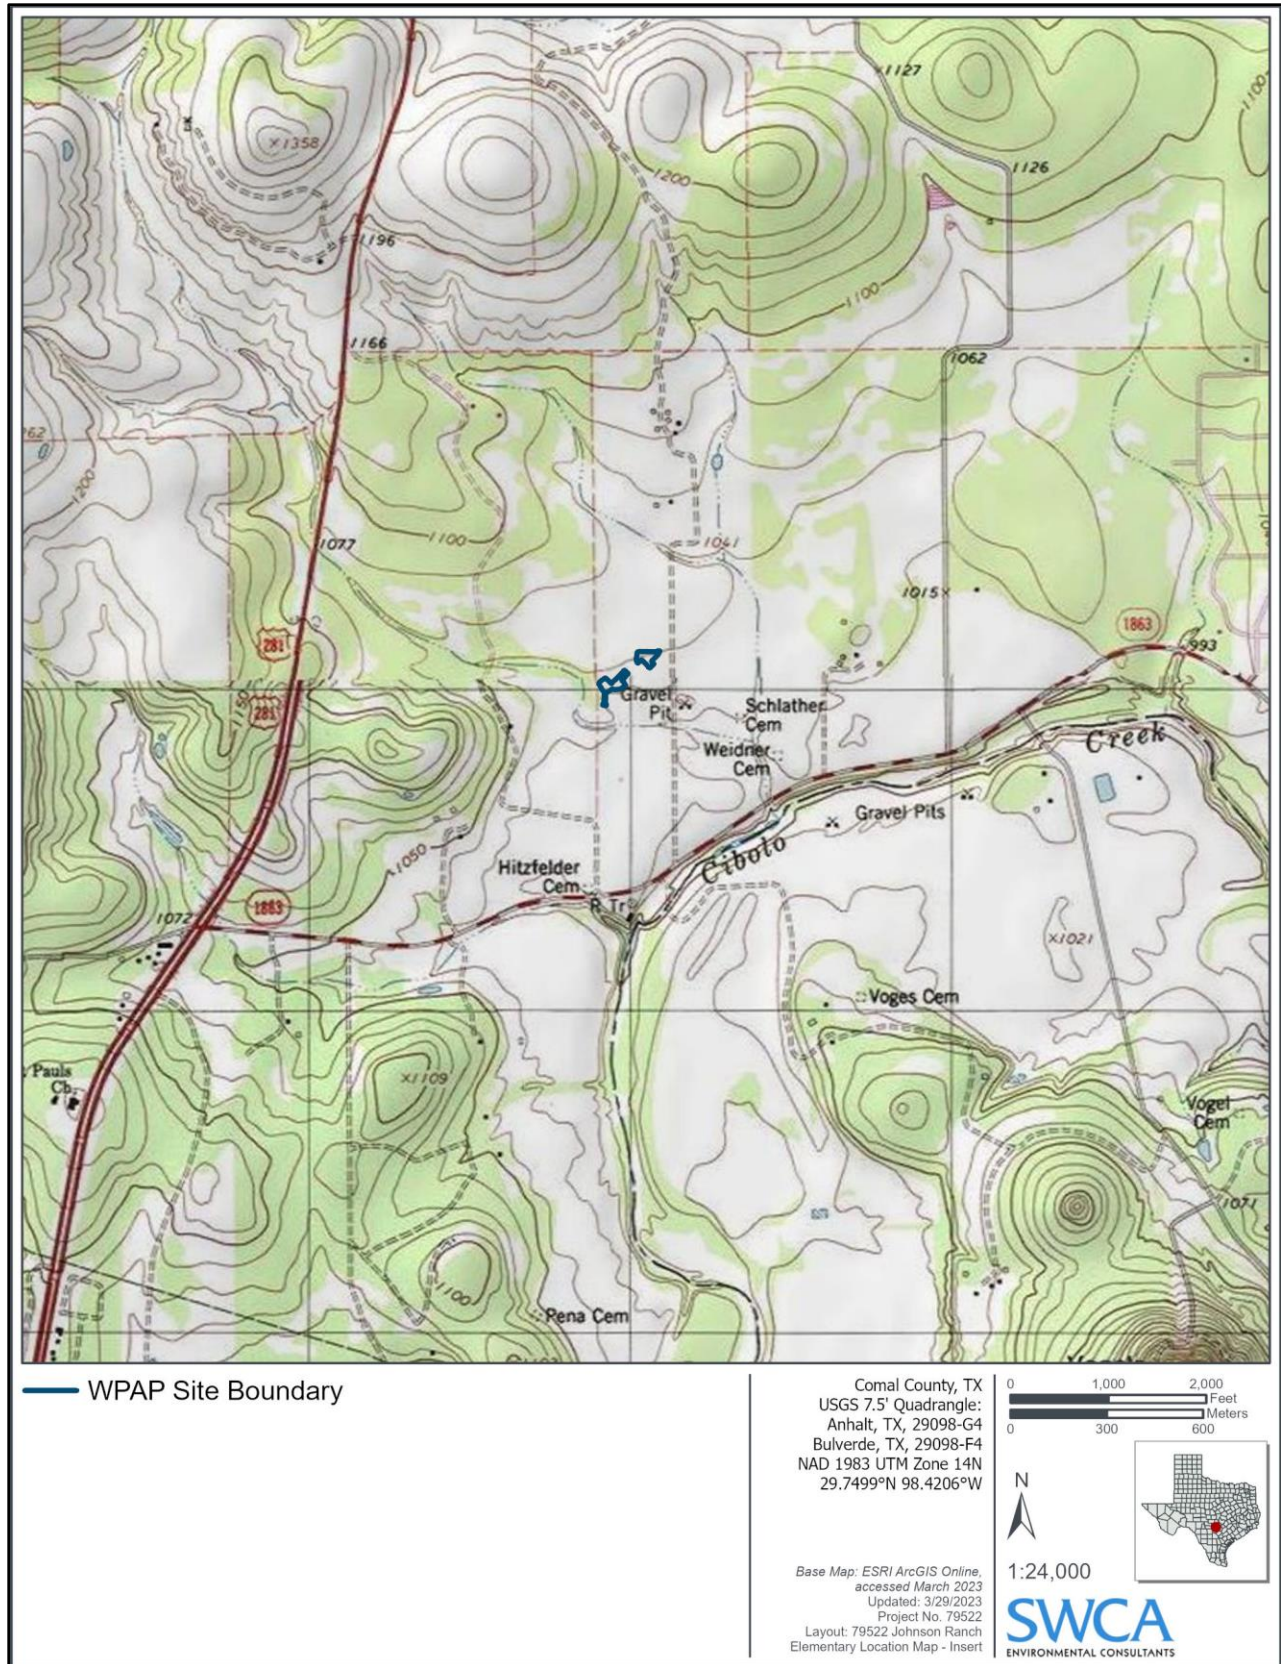 ×1358
1127
1126
1100
1200
1196
1100
1166
1062
1200
1077
1100
1041
1015×
1863
993
281
Gravel
Pit
Schlather
Cem
Weidner
Cem
1150
281
Creek
Gravel Pits
Cibolo
1050
Hitzfelder
Cem
R Tr
1863
1072
×1021
Voges Cem
×1109
Pauls
Ch
Vogel
Cem
1071
1100
Pena Cem
WPAP Site Boundary
Comal County, TX
USGS 7.5' Quadrangle:
Anhalt, TX, 29098-G4
Bulverde, TX, 29098-F4
NAD 1983 UTM Zone 14N
29.7499°N 98.4206°W
Base Map: ESRI ArcGIS Online,
accessed March 2023
Updated: 3/29/2023
Project No. 79522
Layout: 79522 Johnson Ranch
Elementary Location Map - Insert
0 1,000 2,000
Feet
Meters
0 300 600
N
1:24,000
SWCA
ENVIRONMENTAL CONSULTANTS